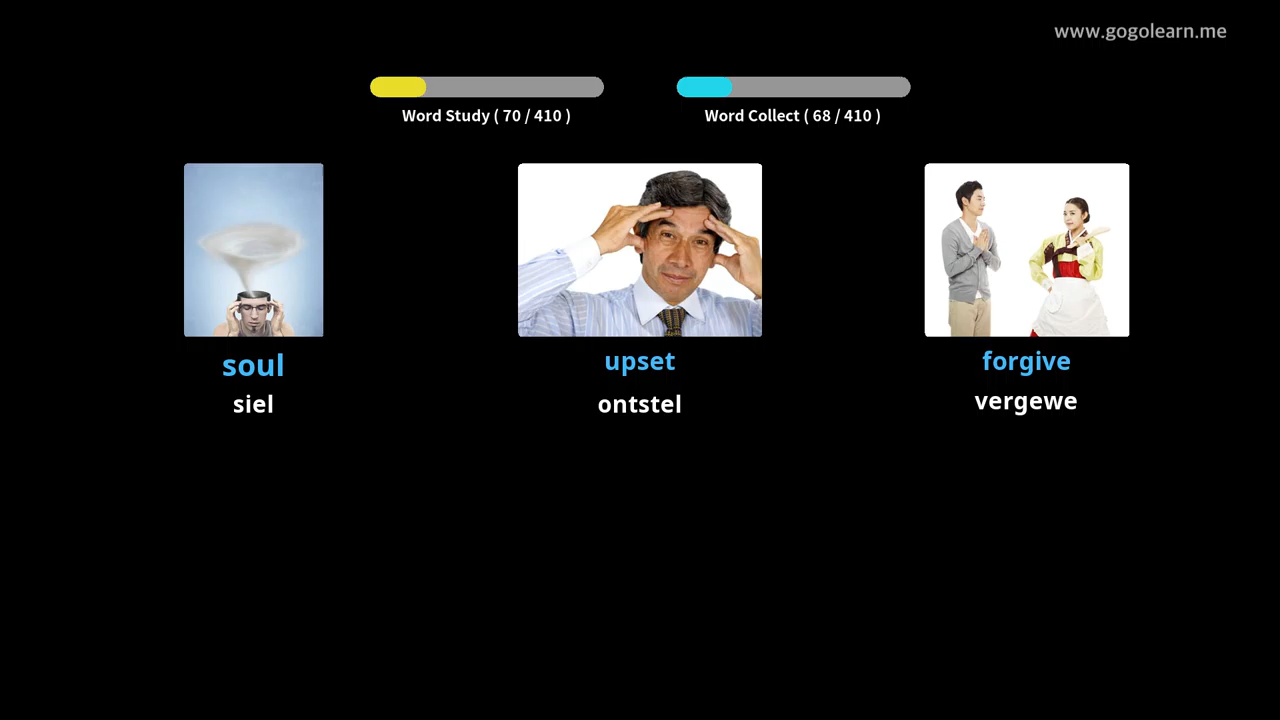 www.gogolearn.me
Word Study ( 70 / 410 )
Word Collect ( 68 / 410 )
soul
siel
upset
ontstel
forgive
vergewe